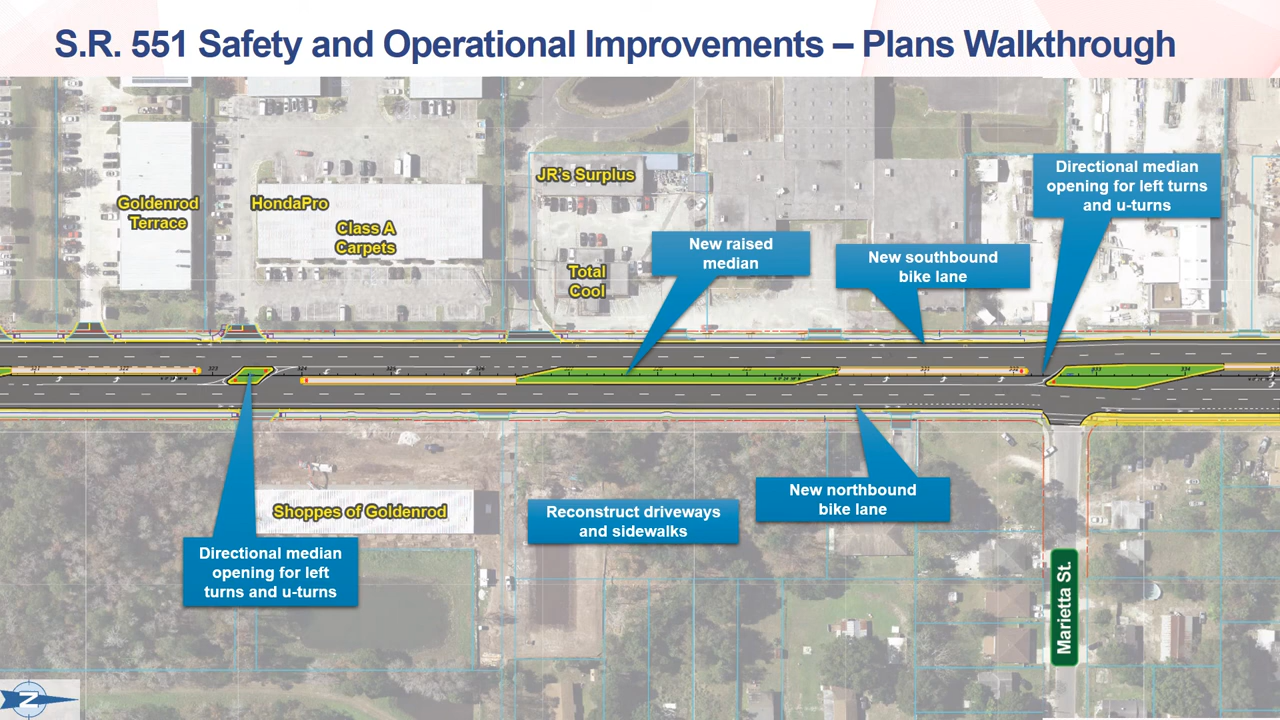 S.R. 551 Safety and Operational Improvements – Plans Walkthrough
Goldenrod
Terrace
HondaPro
Class A
Carpets
JR's Surplus
Total
Cool
New raised
median
New southbound
bike lane
Directional median
opening for left turns
and u-turns
Shoppes of Goldenrod
Directional median
opening for left
turns and u-turns
Reconstruct driveways
and sidewalks
New northbound
bike lane
Marietta St.
N